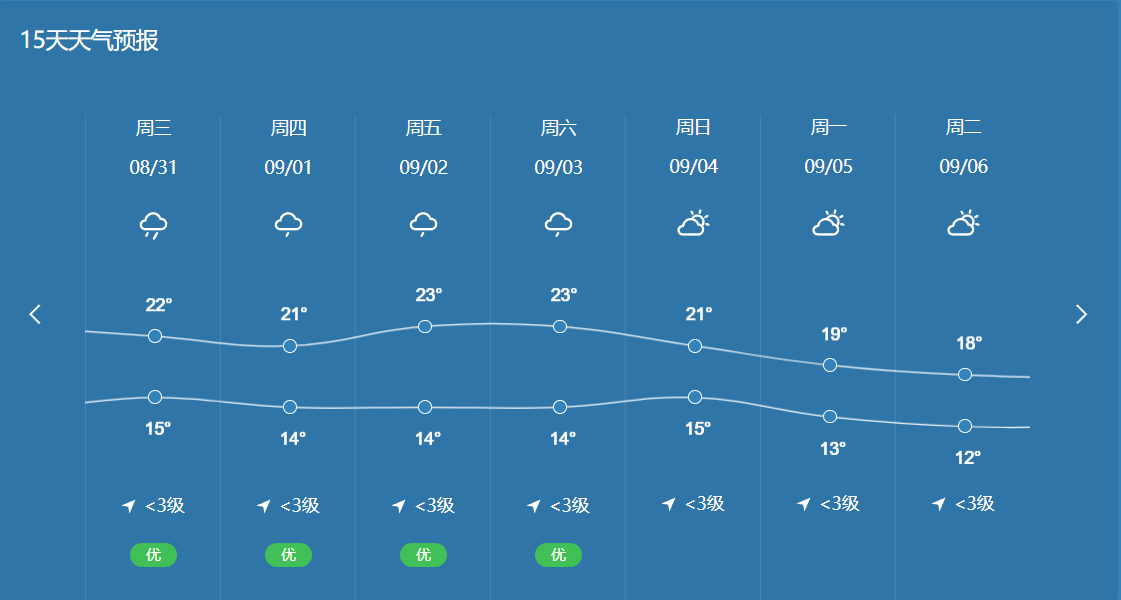 15天天气预报
周三 周四 周五 周六 周日 周一 周二
08/31 09/01 09/02 09/03 09/04 09/05 09/06
22° 21° 23° 23° 21° 19° 18°
15° 14° 14° 14° 15° 13° 12°
<3级 <3级 <3级 <3级 <3级 <3级 <3级
优 优 优 优